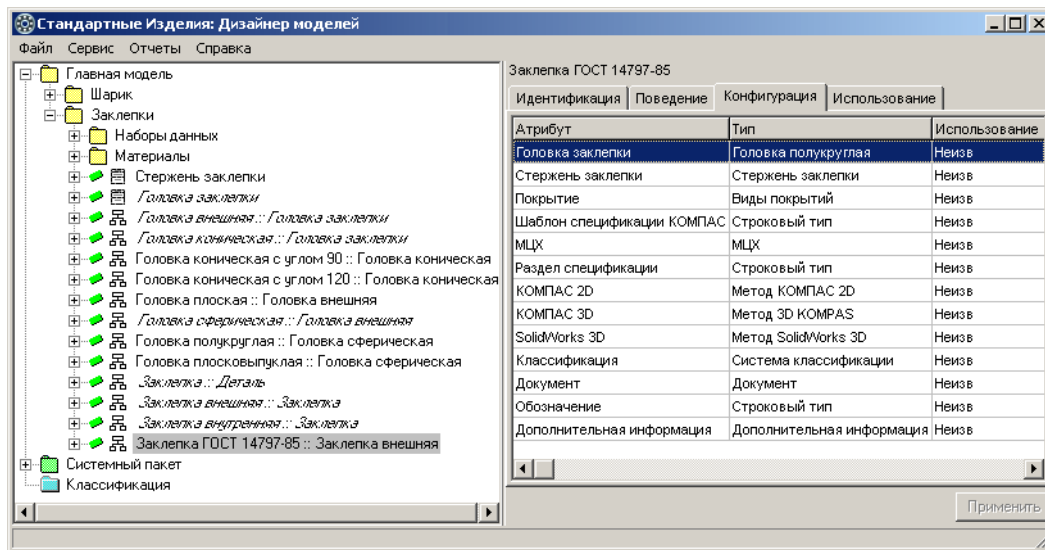 Стандартные Изделия: Дизайнер моделей
Файл Сервис Отчеты Справка
Главная модель
Шарик
Заклепки
Наборы данных
Материалы
Стержень заклепки
Головка заклепки
Головка внешняя :: Головка заклепки
Головка коническая :: Головка заклепки
Головка коническая с углом 90 :: Головка коническая
Головка коническая с углом 120 :: Головка коническая
Головка плоская :: Головка внешняя
Головка сферическая :: Головка внешняя
Головка полукруглая :: Головка сферическая
Головка плосковыпуклая :: Головка сферическая
Заклепка :: Деталь
Заклепка внешняя :: Заклепка
Заклепка внутренняя :: Заклепка
Заклепка ГОСТ 14797-85 :: Заклепка внешняя
Системный пакет
Классификация
Заклепка ГОСТ 14797-85
Идентификация Поведение Конфигурация Использование
Атрибут Тип Использование
Головка заклепки Головка полукруглая Неизв
Стержень заклепки Стержень заклепки Неизв
Покрытие Виды покрытий Неизв
Шаблон спецификации КОМПАС Строковый тип Неизв
МЦХ МЦХ Неизв
Раздел спецификации Строковый тип Неизв
КОМПАС 2D Метод КОМПАС 2D Неизв
КОМПАС 3D Метод 3D KOMPAS Неизв
SolidWorks 3D Метод SolidWorks 3D Неизв
Классификация Система классификации Неизв
Документ Документ Неизв
Обозначение Строковый тип Неизв
Дополнительная информация Дополнительная информация Неизв
Применить